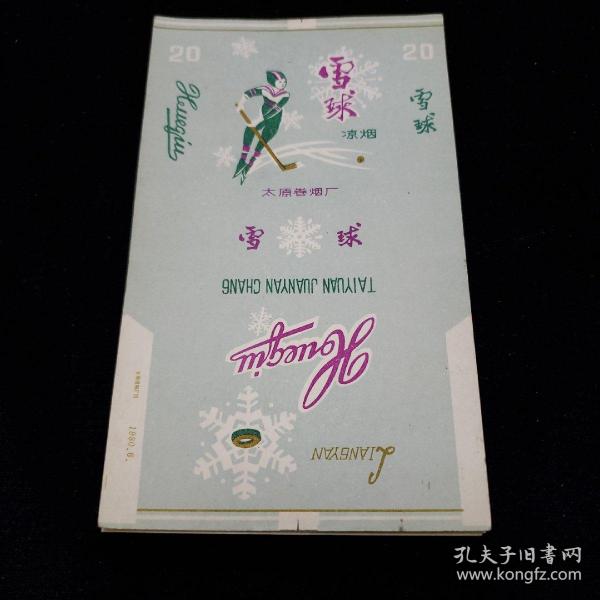 20
20
Xueqiu
雪球
凉烟
雪球
太原卷烟厂
雪 球
TAIYUAN JUANYAN CHANG
Xueqiu
LIANGYAN
1980.6.
孔夫子旧书网
www.kongfz.com